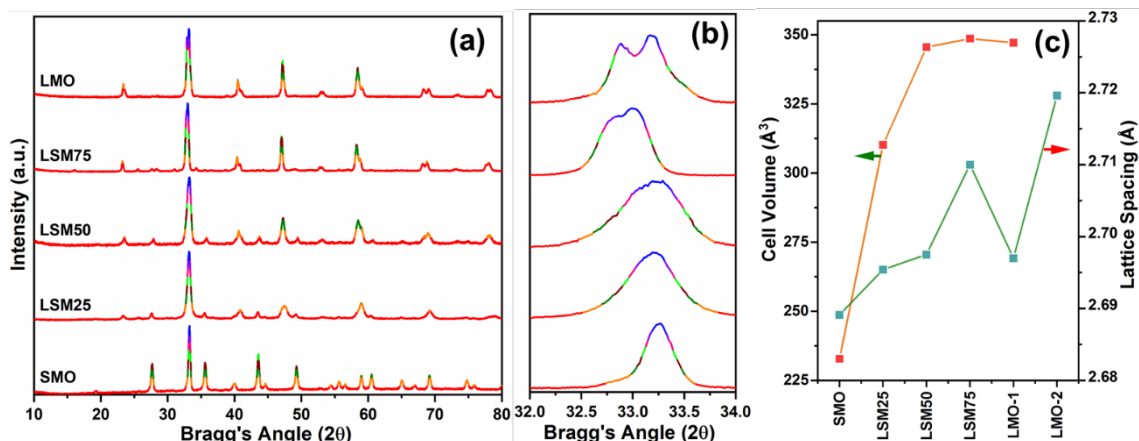 (a)
LMO
LSM75
LSM50
LSM25
SMO
Intensity (a.u.)
10 20 30 40 50 60 70 80
Bragg's Angle (2θ)
(b)
32.0 32.5 33.0 33.5 34.0
Bragg's Angle (2θ)
(c)
350
325
300
275
250
225
Cell Volume (Å³)
2.73
2.72
2.71
2.70
2.69
2.68
Lattice Spacing (Å)
SMO
LSM25
LSM50
LSM75
LMO-1
LMO-2